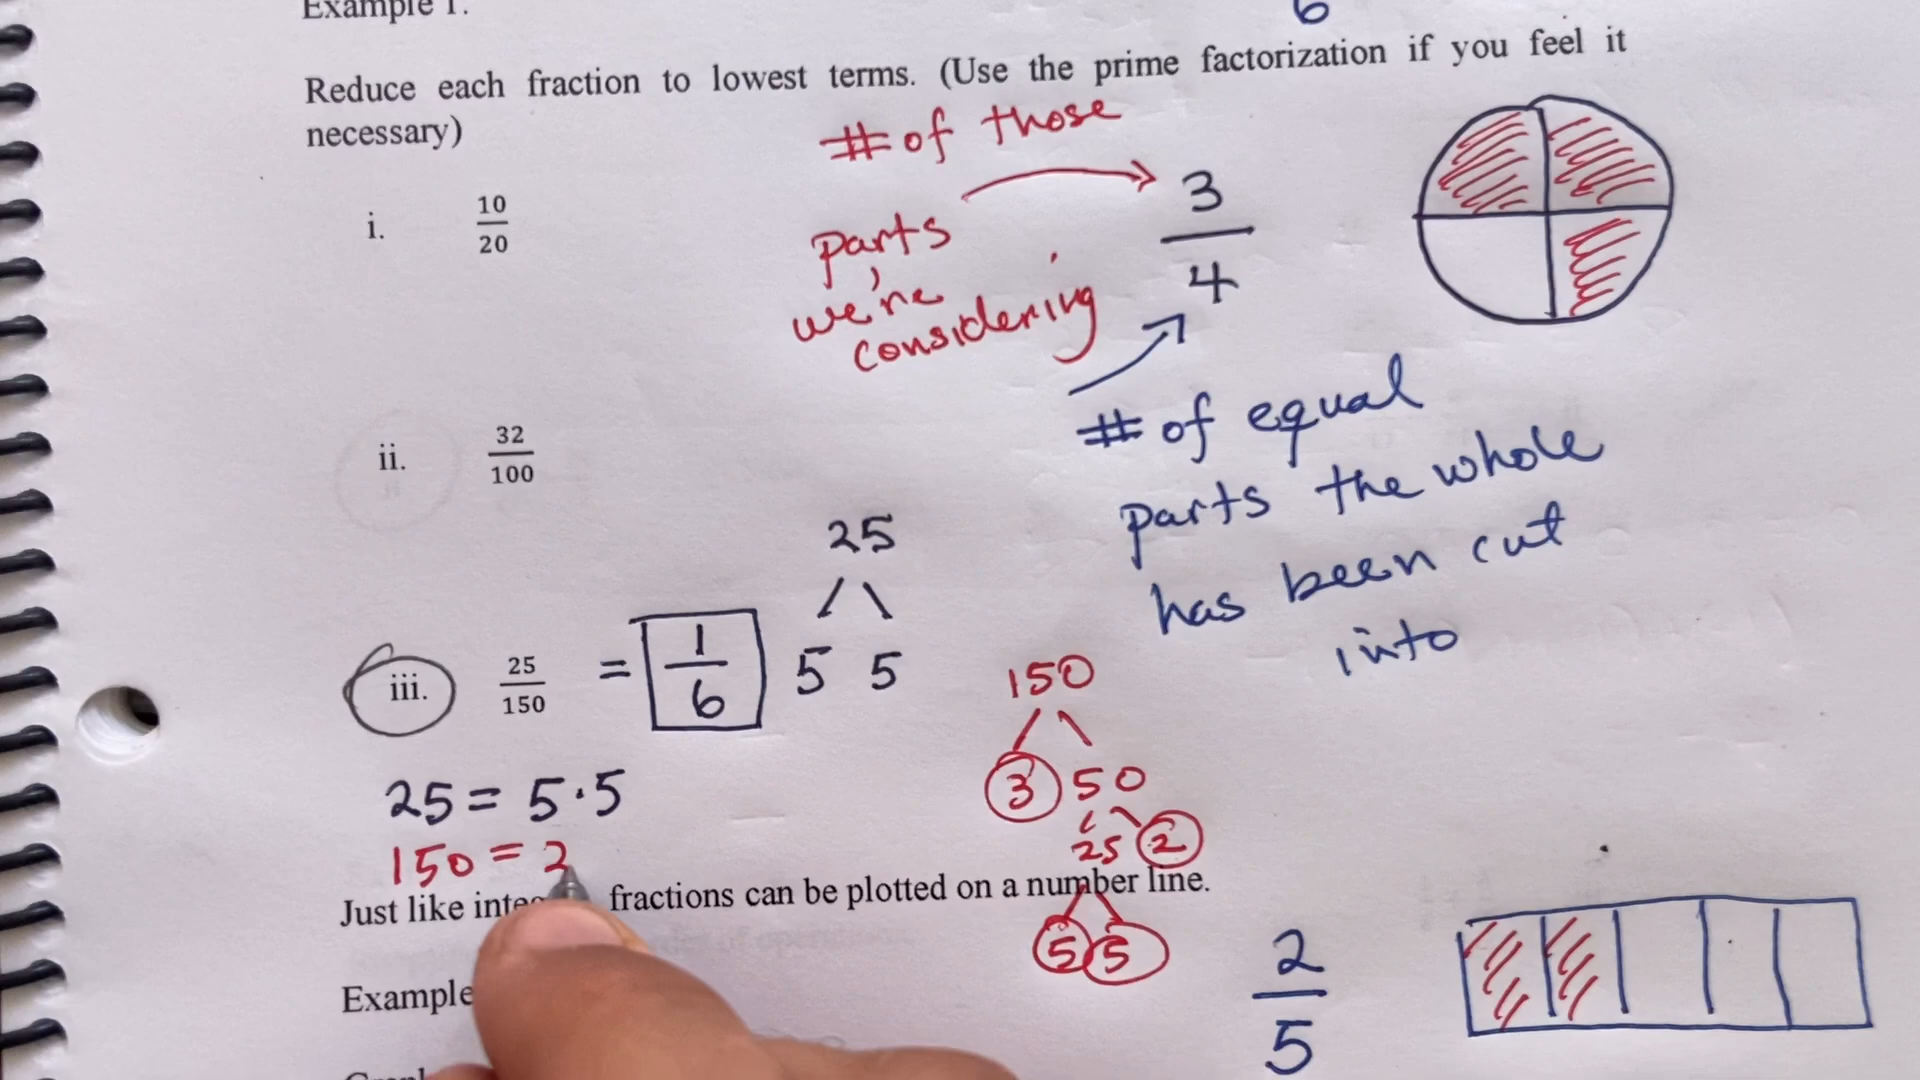 Example 1.
6
Reduce each fraction to lowest terms. (Use the prime factorization if you feel it
necessary)
# of those
parts
we're
considering
3
4
i.
10
20
# of equal
parts the whole
has been cut
into
ii.
32
100
25
5 5
iii.
25
150
=
1
6
150
3 50
25 2
5 5
25 = 5·5
150 = 2
Just like fractions can be plotted on a number line.
Example
2
5